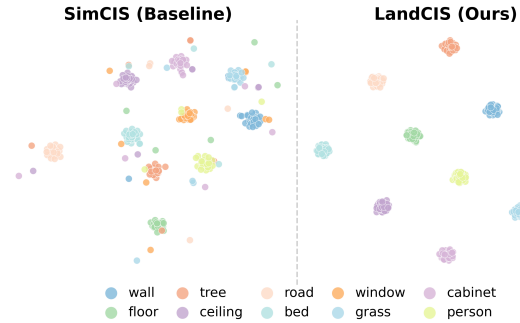 SimCIS (Baseline) LandCIS (Ours)
wall tree road window cabinet
floor ceiling bed grass person